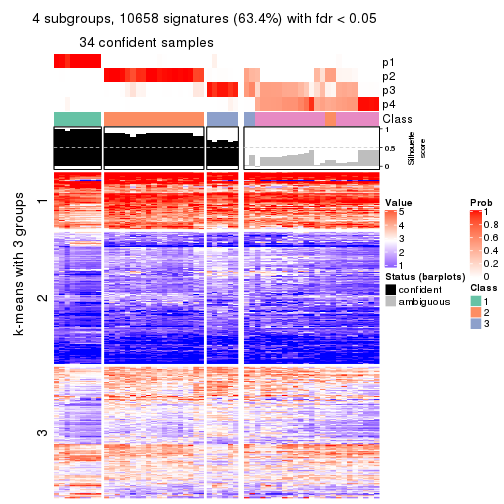 4 subgroups, 10658 signatures (63.4%) with fdr < 0.05
34 confident samples
p1
p2
p3
p4
Class
1
0.5
0
Silhouette
score
k-means with 3 groups
1
2
3
Value
5
4
3
2
1
Status (barplots)
confident
ambiguous
Prob
1
0.8
0.6
0.4
0.2
0
Class
1
2
3